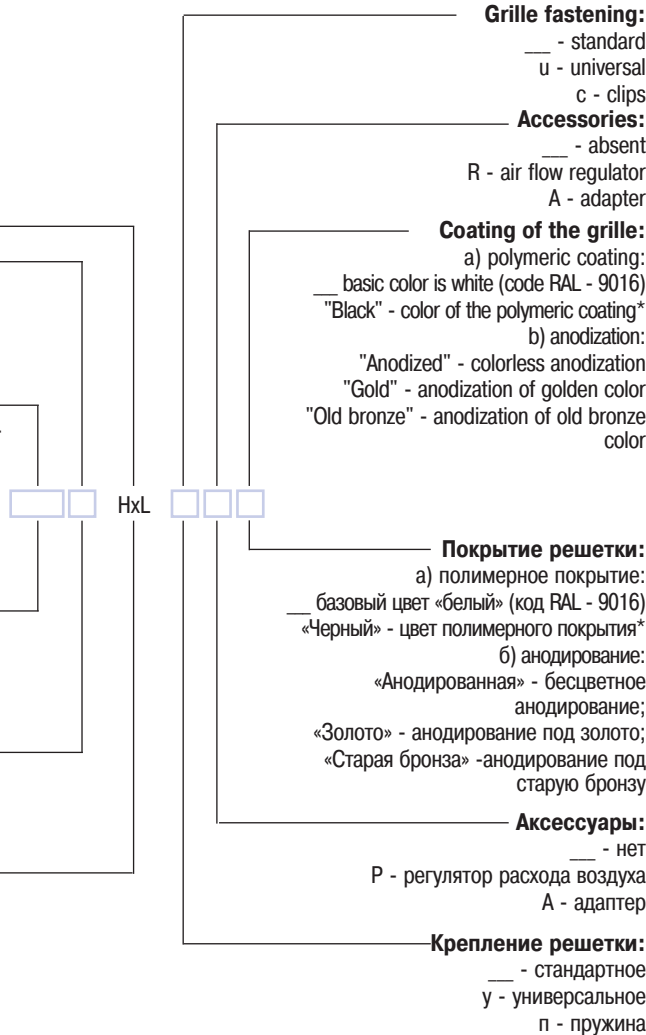 Grille fastening:
___ - standard
u - universal
c - clips
Accessories:
___ - absent
R - air flow regulator
A - adapter
Coating of the grille:
a) polymeric coating:
__ basic color is white (code RAL - 9016)
"Black" - color of the polymeric coating*
b) anodization:
"Anodized" - colorless anodization
"Gold" - anodization of golden color
"Old bronze" - anodization of old bronze
color
HxL
Покрытие решетки:
а) полимерное покрытие:
__ базовый цвет «белый» (код RAL - 9016)
«Черный» - цвет полимерного покрытия*
б) анодирование:
«Анодированная» - бесцветное
анодирование;
«Золото» - анодирование под золото;
«Старая бронза» -анодирование под
старую бронзу
Аксессуары:
___ - нет
Р - регулятор расхода воздуха
А - адаптер
Крепление решетки:
___ - стандартное
у - универсальное
п - пружина